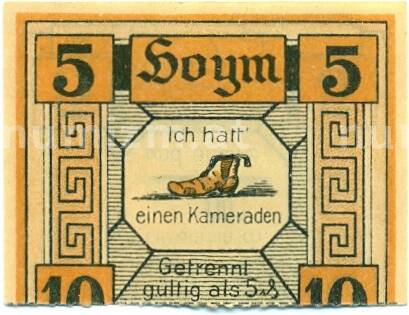 5 Hoym 5
Ich hatt'
einen Kameraden
Getrennt
10 gültig als 5₰ 10